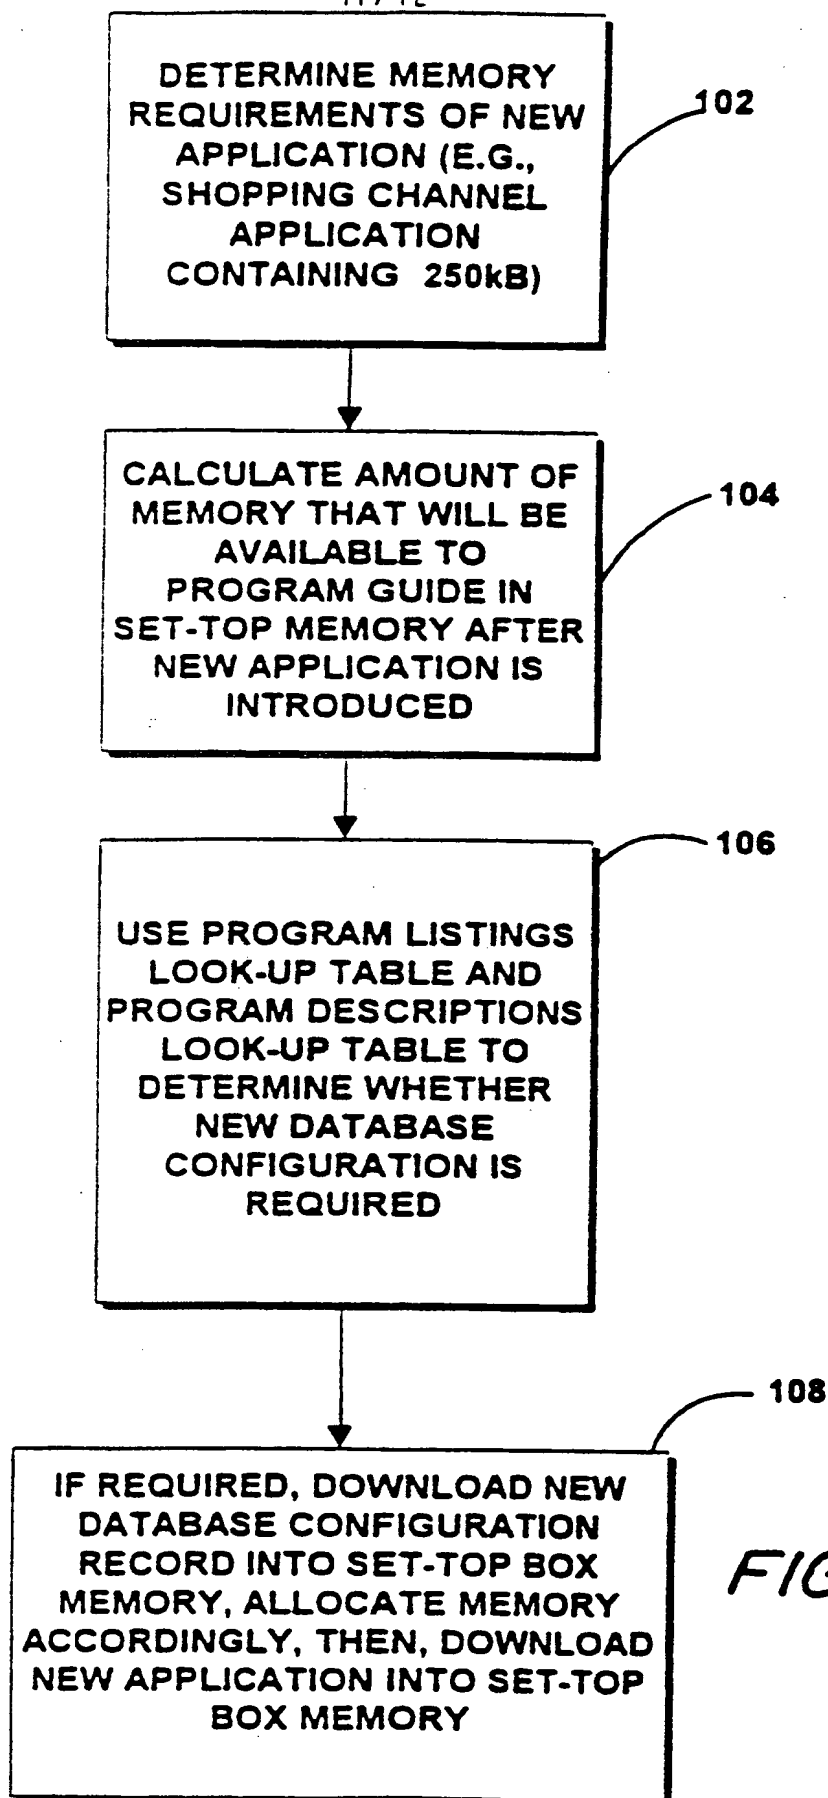 DETERMINE MEMORY
REQUIREMENTS OF NEW
APPLICATION (E.G.,
SHOPPING CHANNEL
APPLICATION
CONTAINING 250kB)
102
CALCULATE AMOUNT OF
MEMORY THAT WILL BE
AVAILABLE TO
PROGRAM GUIDE IN
SET-TOP MEMORY AFTER
NEW APPLICATION IS
INTRODUCED
104
USE PROGRAM LISTINGS
LOOK-UP TABLE AND
PROGRAM DESCRIPTIONS
LOOK-UP TABLE TO
DETERMINE WHETHER
NEW DATABASE
CONFIGURATION IS
REQUIRED
106
IF REQUIRED, DOWNLOAD NEW
DATABASE CONFIGURATION
RECORD INTO SET-TOP BOX
MEMORY, ALLOCATE MEMORY
ACCORDINGLY, THEN, DOWNLOAD
NEW APPLICATION INTO SET-TOP
BOX MEMORY
108
FIG